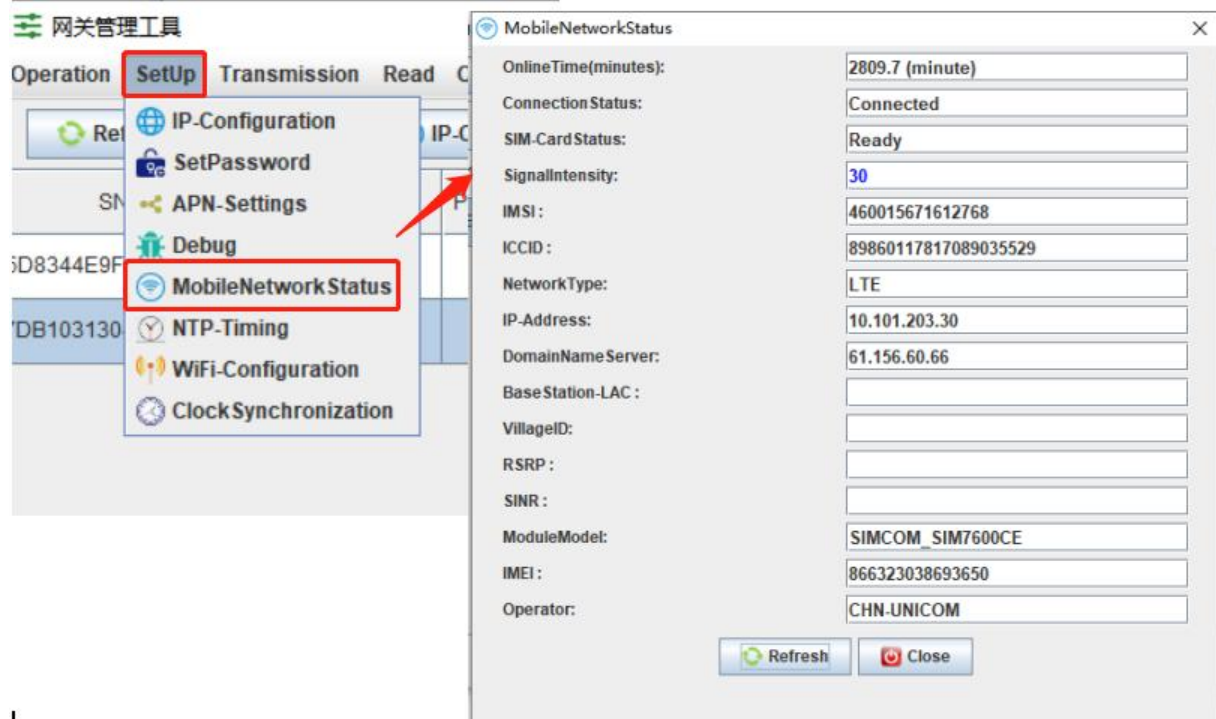 网关管理工具
Operation SetUp Transmission Read
IP-Configuration
SetPassword
APN-Settings
Debug
MobileNetworkStatus
NTP-Timing
WiFi-Configuration
ClockSynchronization
5D8344E9F
7DB103130
MobileNetworkStatus
OnlineTime(minutes): 2809.7 (minute)
ConnectionStatus: Connected
SIM-CardStatus: Ready
SignalIntensity: 30
IMSI: 460015671612768
ICCID: 89860117817089035529
NetworkType: LTE
IP-Address: 10.101.203.30
DomainNameServer: 61.156.60.66
BaseStation-LAC:
VillageID:
RSRP:
SINR:
ModuleModel: SIMCOM_SIM7600CE
IMEI: 866323038693650
Operator: CHN-UNICOM
Refresh Close